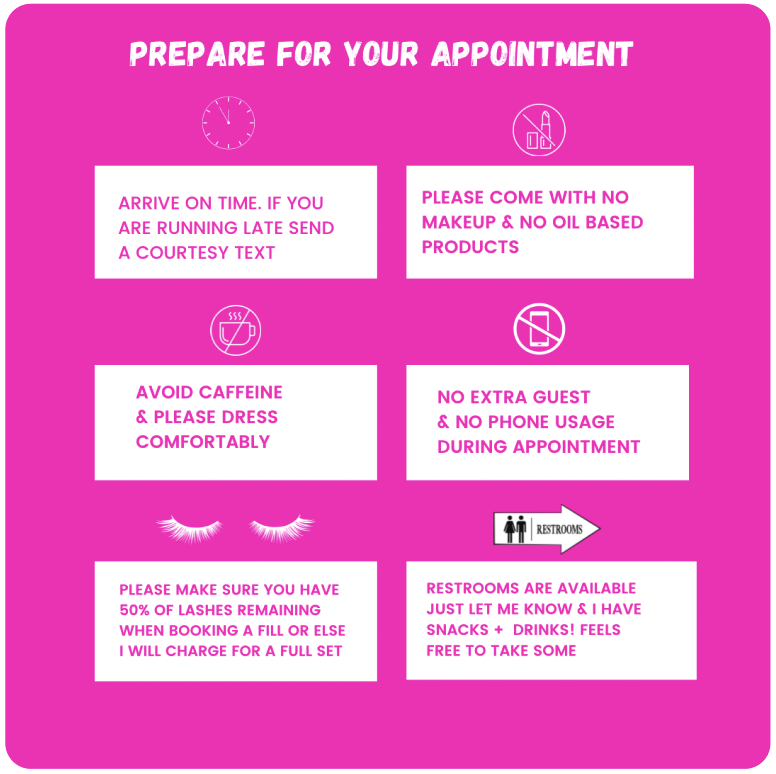 PREPARE FOR YOUR APPOINTMENT
ARRIVE ON TIME. IF YOU
ARE RUNNING LATE SEND
A COURTESY TEXT
PLEASE COME WITH NO
MAKEUP & NO OIL BASED
PRODUCTS
AVOID CAFFEINE
& PLEASE DRESS
COMFORTABLY
NO EXTRA GUEST
& NO PHONE USAGE
DURING APPOINTMENT
PLEASE MAKE SURE YOU HAVE
50% OF LASHES REMAINING
WHEN BOOKING A FILL OR ELSE
I WILL CHARGE FOR A FULL SET
RESTROOMS
RESTROOMS ARE AVAILABLE
JUST LET ME KNOW & I HAVE
SNACKS + DRINKS! FEELS
FREE TO TAKE SOME